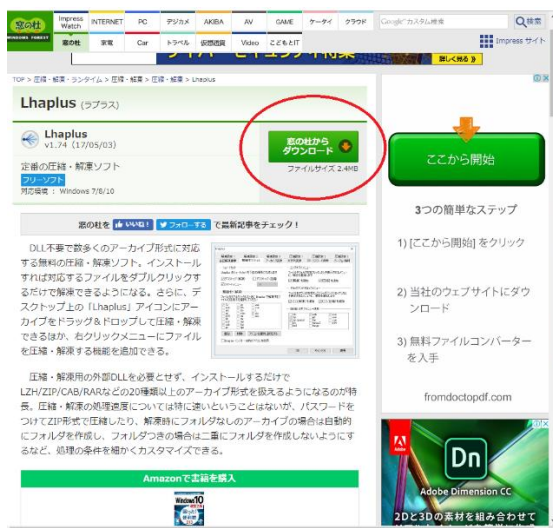 窓の杜
WINDOWS FOREST
Impress Watch
INTERNET
PC
デジカメ
AKIBA
AV
GAME
ケータイ
クラウド
Google カスタム検索
検索
窓の杜
家電
Car
トラベル
仮想通貨
Video
こどもとIT
Impress サイト
詳しく見る
TOP > 圧縮・解凍・ランタイム > 圧縮・解凍 > 圧縮・解凍 > Lhaplus
Lhaplus (ラプラス)
Lhaplus
v1.74 (17/05/03)
定番の圧縮・解凍ソフト
フリーソフト
対応環境 : Windows 7/8/10
窓の杜から
ダウンロード
ファイルサイズ 2.4MB
窓の杜を いいね! フォローする で最新記事をチェック!
DLL不要で数多くのアーカイブ形式に対応
する無料の圧縮・解凍ソフト。インストール
すれば対応するファイルをダブルクリックす
るだけで解凍できるようになる。さらに、デ
スクトップ上の「Lhaplus」アイコンにアー
カイブをドラッグ＆ドロップして圧縮・解凍
できるほか、右クリックメニューにファイル
を圧縮・解凍する機能を追加できる。
圧縮・解凍用の外部DLLを必要とせず、インストールするだけで
LZH/ZIP/CAB/RARなどの20種類以上のアーカイブ形式を扱えるようになるのが特
長。圧縮・解凍の処理速度については特に速いということはないが、パスワードを
つけてZIP形式で圧縮したり、解凍時にフォルダなしのアーカイブの場合は自動的
にフォルダを作成し、フォルダつきの場合は二重にフォルダを作成しないようにす
るなど、処理の条件を細かくカスタマイズできる。
Amazonで書籍を購入
Windows10
ここから開始
3つの簡単なステップ
1) [ここから開始] をクリック
2) 当社のウェブサイトにダウ
ンロード
3) 無料ファイルコンバーター
を入手
fromdoctopdf.com
Dn
Adobe Dimension CC
2Dと3Dの素材を組み合わせて